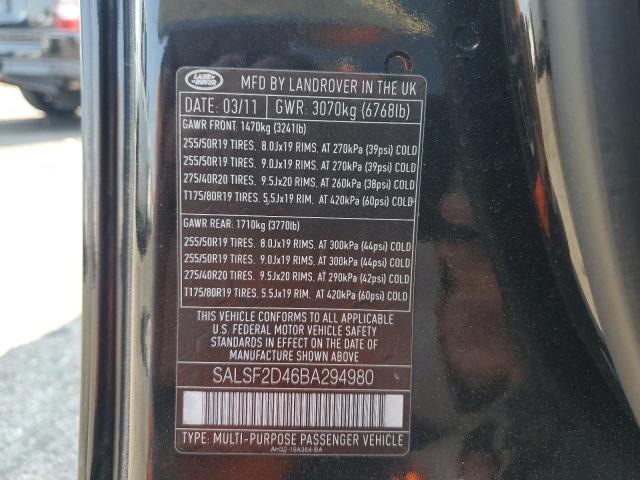 LAND ROVER
MFD BY LANDROVER IN THE UK
DATE: 03/11 GWR: 3070kg (6768lb)
GAWR FRONT: 1470kg (3241lb)
255/50R19 TIRES, 8.0Jx19 RIMS, AT 270kPa (39psi) COLD
255/50R19 TIRES, 9.0Jx19 RIMS, AT 270kPa (39psi) COLD
275/40R20 TIRES, 9.5Jx20 RIMS, AT 260kPa (38psi) COLD
T175/80R19 TIRES, 5.5Jx19 RIM, AT 420kPa (60psi) COLD
GAWR REAR: 1710kg (3770lb)
255/50R19 TIRES, 8.0Jx19 RIMS, AT 300kPa (44psi) COLD
255/50R19 TIRES, 9.0Jx19 RIMS, AT 300kPa (44psi) COLD
275/40R20 TIRES, 9.5Jx20 RIMS, AT 290kPa (42psi) COLD
T175/80R19 TIRES, 5.5Jx19 RIM, AT 420kPa (60psi) COLD
THIS VEHICLE CONFORMS TO ALL APPLICABLE
U.S. FEDERAL MOTOR VEHICLE SAFETY
STANDARDS IN EFFECT ON THE DATE OF
MANUFACTURE SHOWN ABOVE
SALSF2D46BA294980
TYPE: MULTI-PURPOSE PASSENGER VEHICLE
AH32-19A354-BA